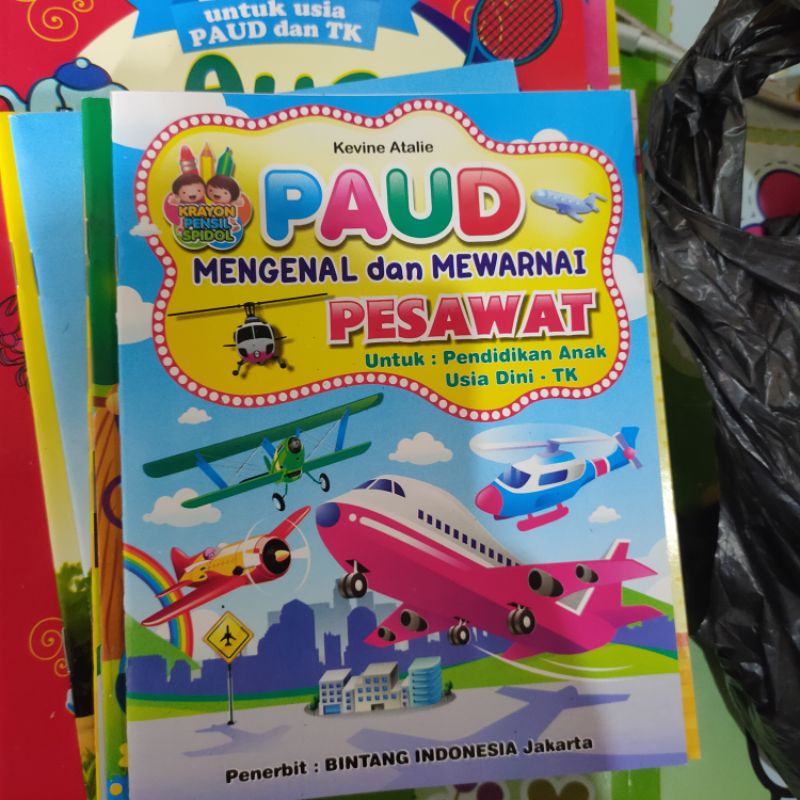 untuk usia
PAUD dan TK
Kevine Atalie
KRAYON
PENSIL
SPIDOL
PAUD
MENGENAL dan MEWARNAI
PESAWAT
Untuk : Pendidikan Anak
Usia Dini - TK
Penerbit : BINTANG INDONESIA Jakarta